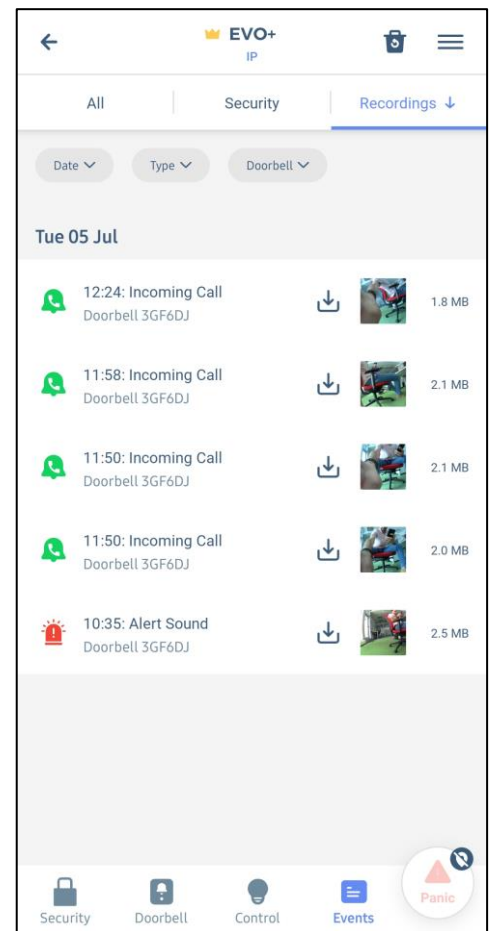 EVO+
IP
All
Security
Recordings
Date
Type
Doorbell
Tue 05 Jul
12:24: Incoming Call
Doorbell 3GF6DJ
1.8 MB
11:58: Incoming Call
Doorbell 3GF6DJ
2.1 MB
11:50: Incoming Call
Doorbell 3GF6DJ
2.1 MB
11:50: Incoming Call
Doorbell 3GF6DJ
2.0 MB
10:35: Alert Sound
Doorbell 3GF6DJ
2.5 MB
Security
Doorbell
Control
Events
Panic